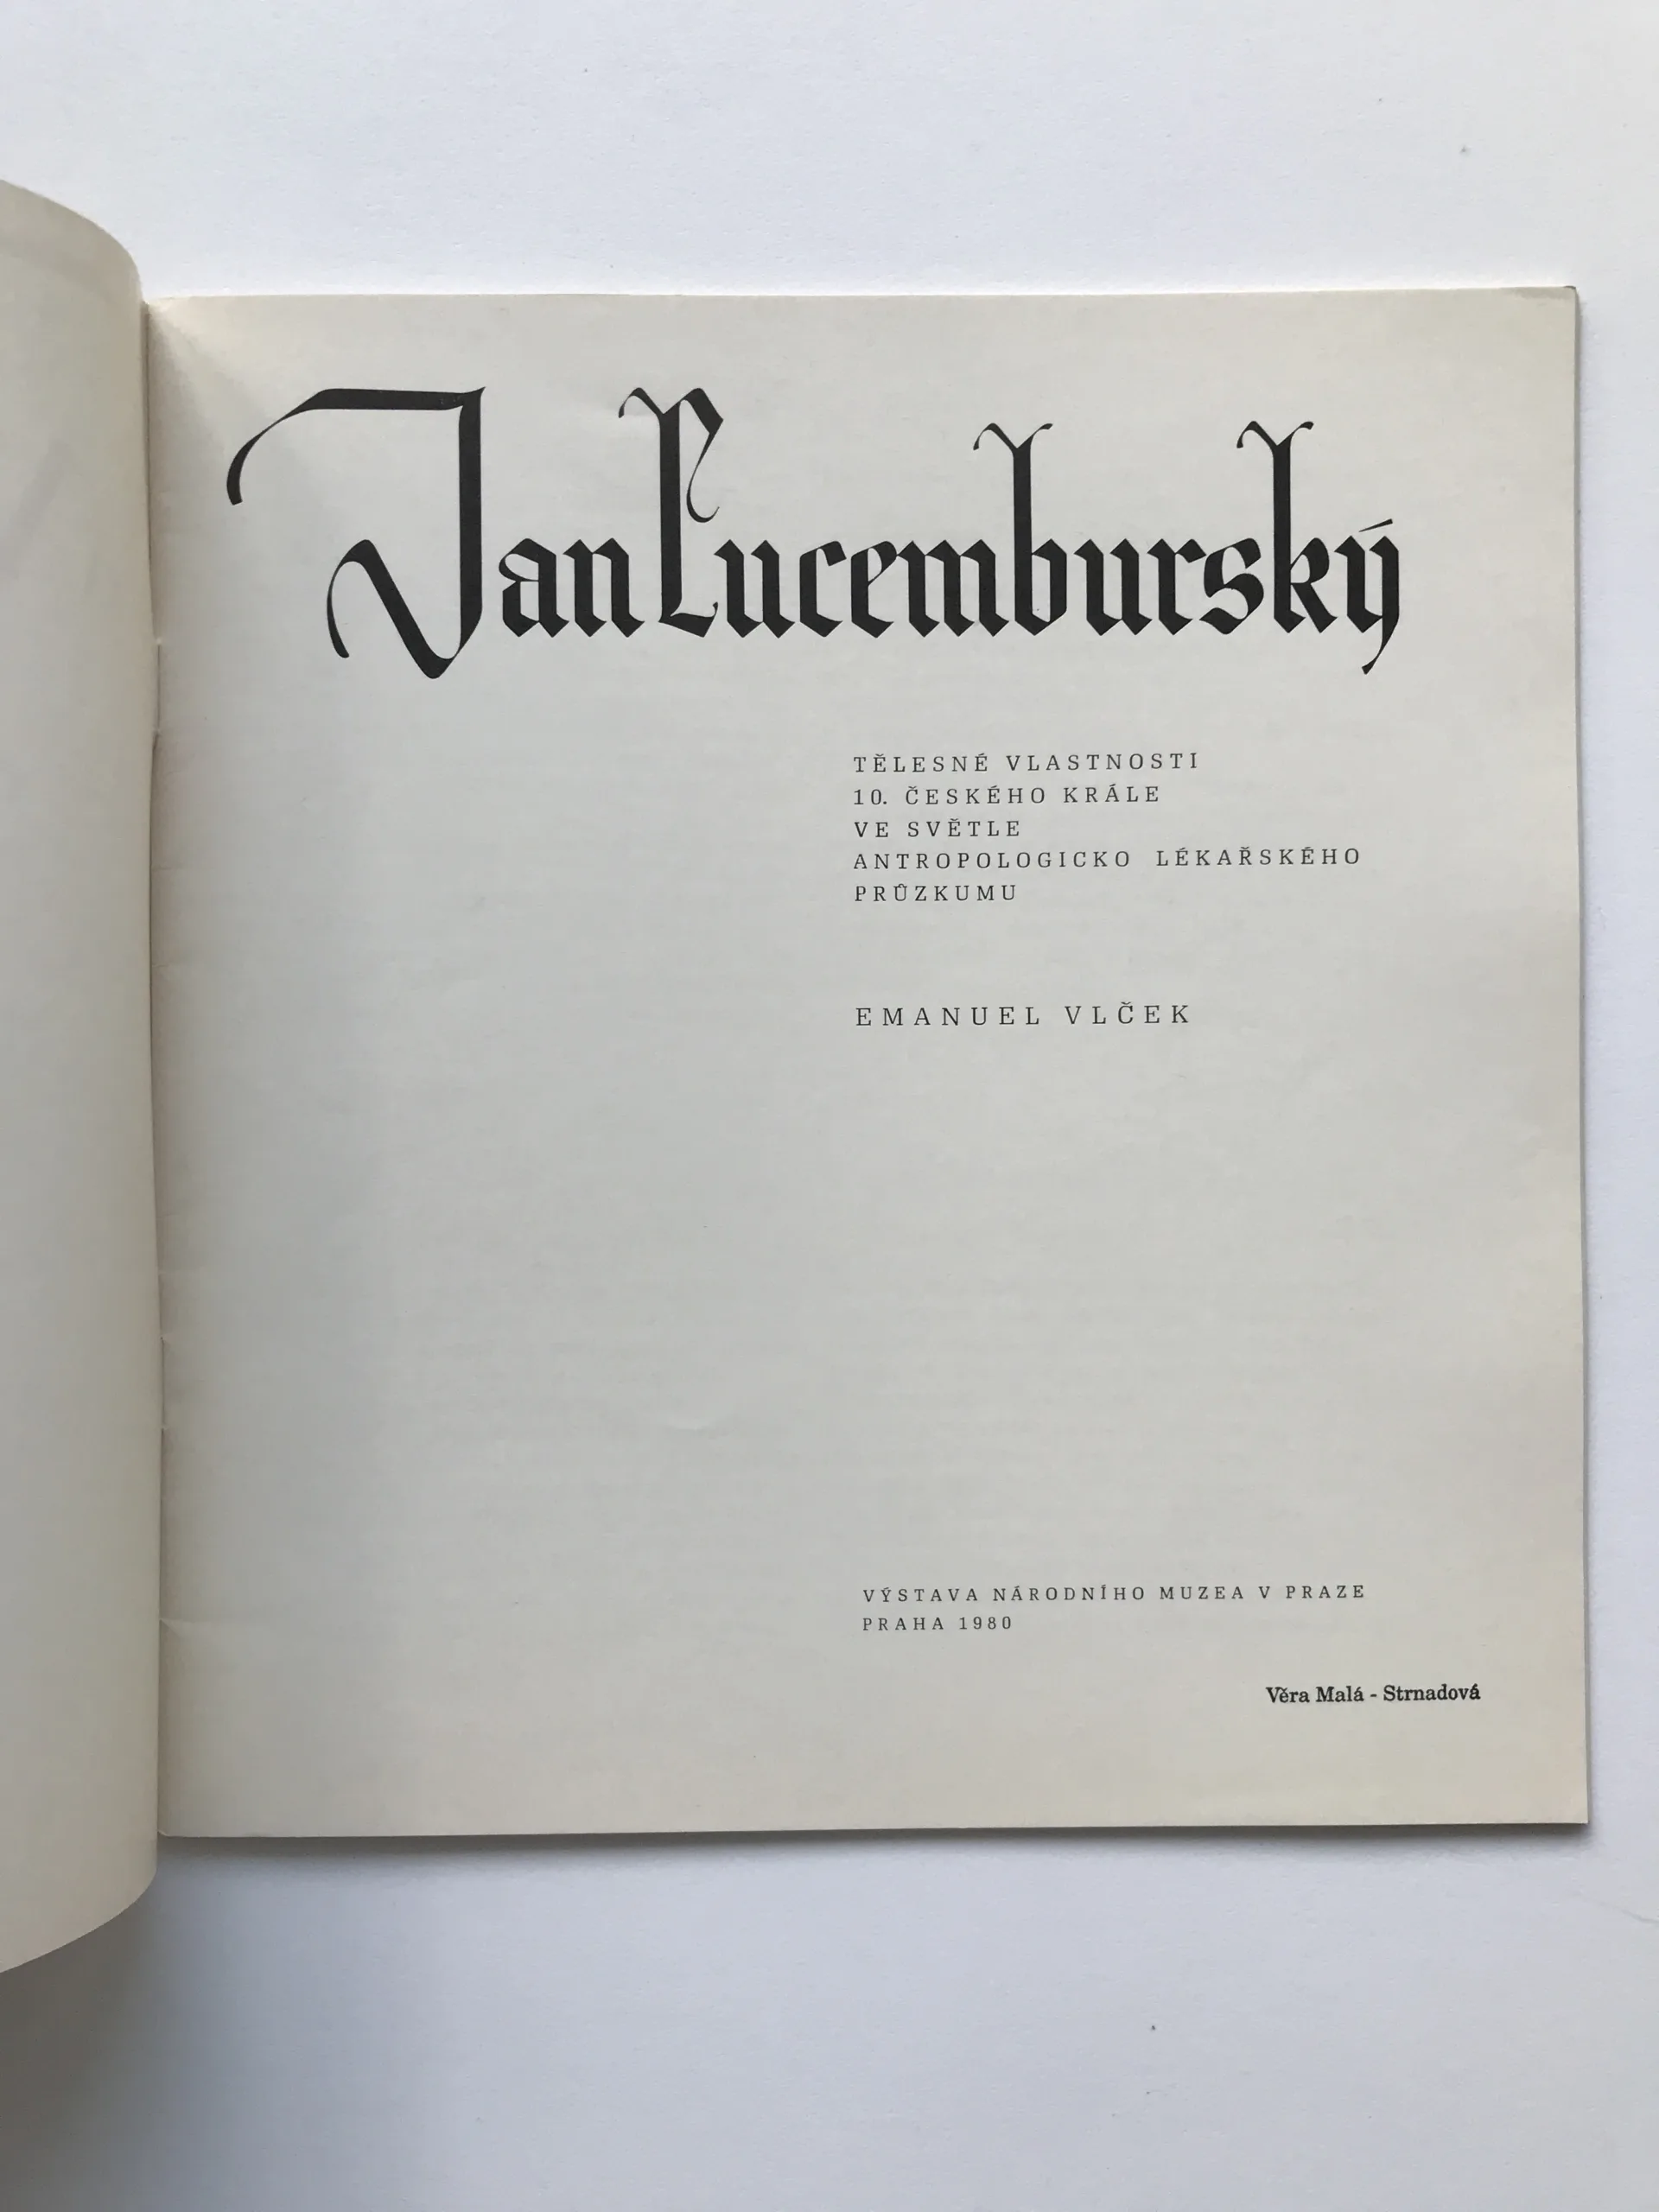 Jan Lucemburský
TĚLESNÉ VLASTNOSTI
10. ČESKÉHO KRÁLE
VE SVĚTLE
ANTROPOLOGICKO LÉKAŘSKÉHO
PRŮZKUMU
EMANUEL VLČEK
VÝSTAVA NÁRODNÍHO MUZEA V PRAZE
PRAHA 1980
Věra Malá - Strnadová